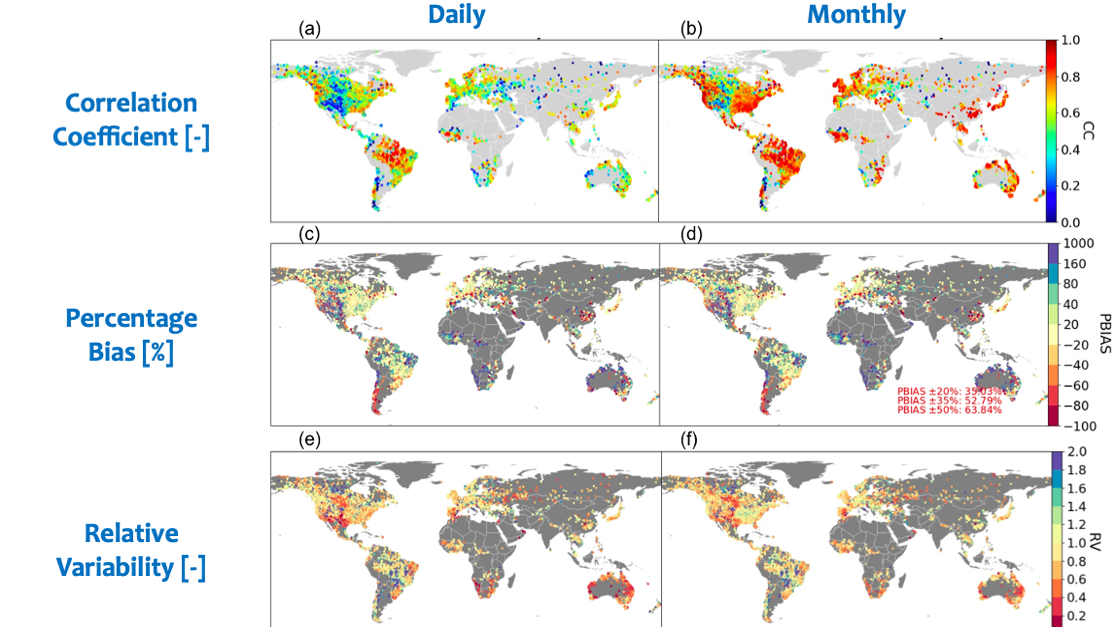 Daily
Monthly
(a)
(b)
Correlation
Coefficient [-]
1.0
0.8
0.6
0.4
0.2
0.0
CC
(c)
(d)
Percentage
Bias [%]
PBIAS ±20%: 35.03%
PBIAS ±35%: 52.79%
PBIAS ±50%: 63.84%
1000
160
80
40
20
−20
−40
−60
−80
−100
PBIAS
(e)
(f)
Relative
Variability [-]
2.0
1.8
1.6
1.4
1.2
1.0
0.8
0.6
0.4
0.2
RV